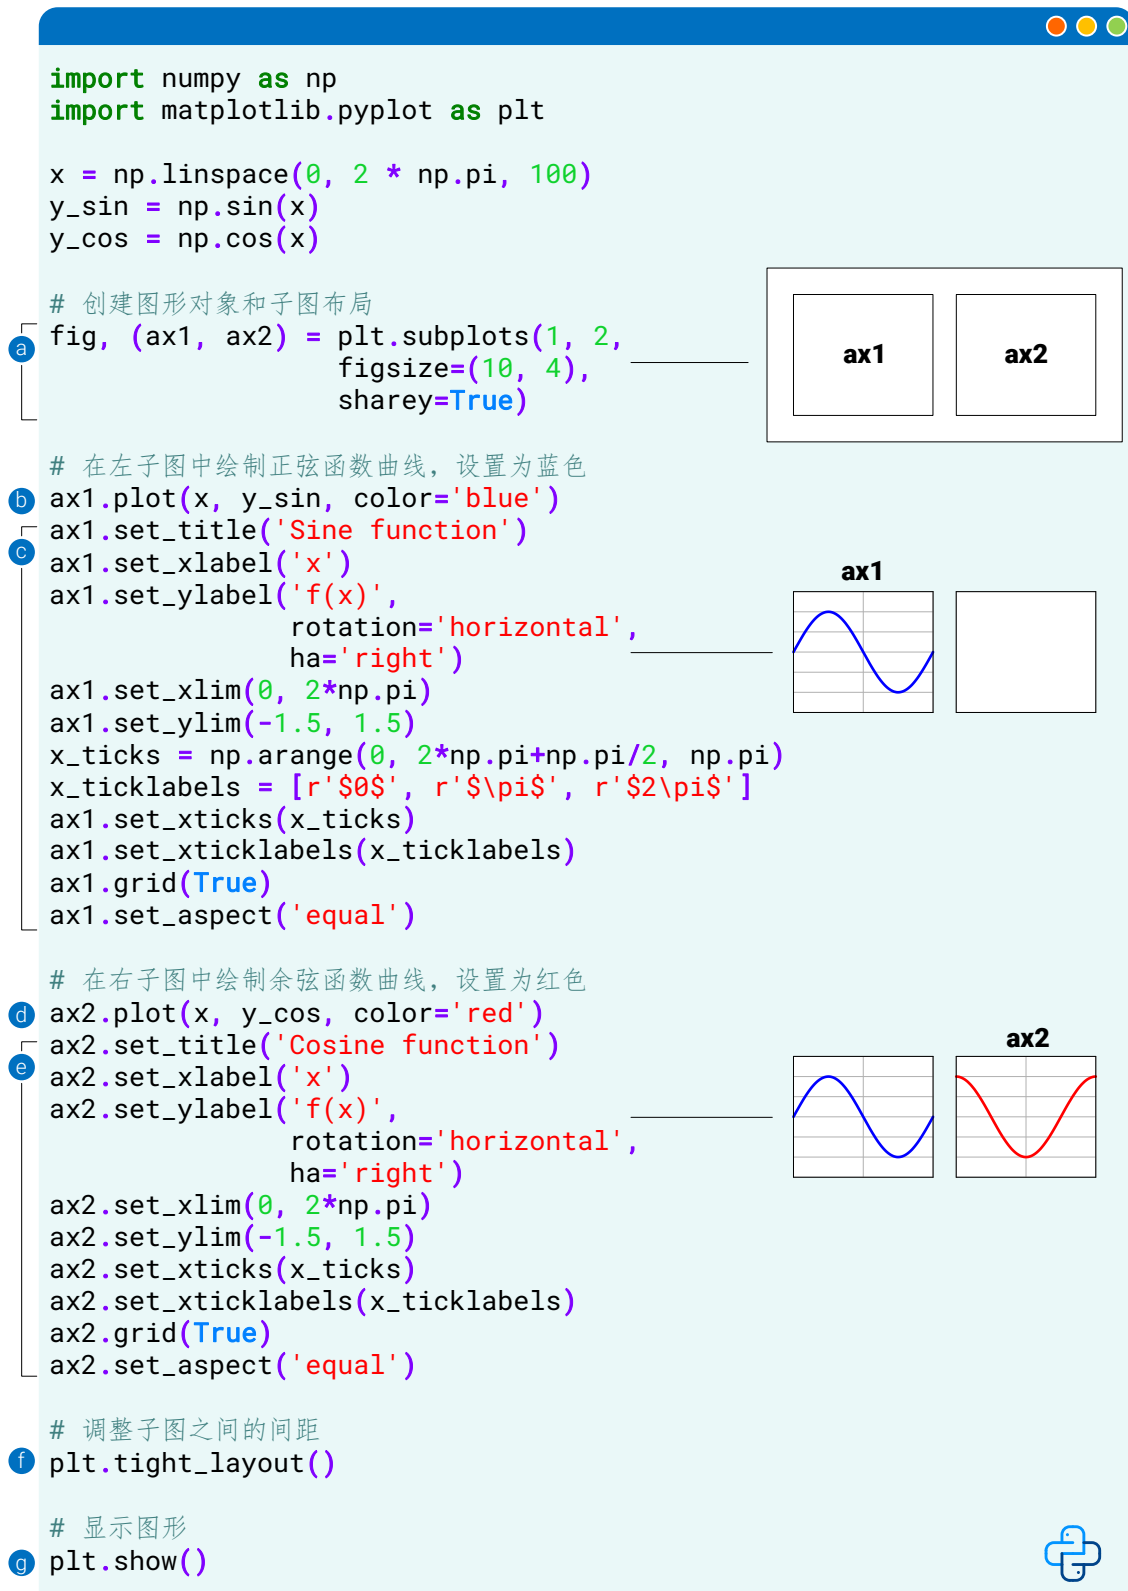 import numpy as np
import matplotlib.pyplot as plt
x = np.linspace(0, 2 * np.pi, 100)
y_sin = np.sin(x)
y_cos = np.cos(x)
# 创建图形对象和子图布局
a
fig, (ax1, ax2) = plt.subplots(1, 2,
figsize=(10, 4),
sharey=True)
ax1 ax2
# 在左子图中绘制正弦函数曲线，设置为蓝色
b
ax1.plot(x, y_sin, color='blue')
c
ax1.set_title('Sine function')
ax1.set_xlabel('x')
ax1.set_ylabel('f(x)',
rotation='horizontal',
ha='right')
ax1
ax1.set_xlim(0, 2*np.pi)
ax1.set_ylim(-1.5, 1.5)
x_ticks = np.arange(0, 2*np.pi+np.pi/2, np.pi)
x_ticklabels = [r'$0$', r'$\pi$', r'$2\pi$']
ax1.set_xticks(x_ticks)
ax1.set_xticklabels(x_ticklabels)
ax1.grid(True)
ax1.set_aspect('equal')
# 在右子图中绘制余弦函数曲线，设置为红色
d
ax2.plot(x, y_cos, color='red')
e
ax2.set_title('Cosine function')
ax2.set_xlabel('x')
ax2.set_ylabel('f(x)',
rotation='horizontal',
ha='right')
ax2
ax2.set_xlim(0, 2*np.pi)
ax2.set_ylim(-1.5, 1.5)
ax2.set_xticks(x_ticks)
ax2.set_xticklabels(x_ticklabels)
ax2.grid(True)
ax2.set_aspect('equal')
# 调整子图之间的间距
f
plt.tight_layout()
# 显示图形
g
plt.show()